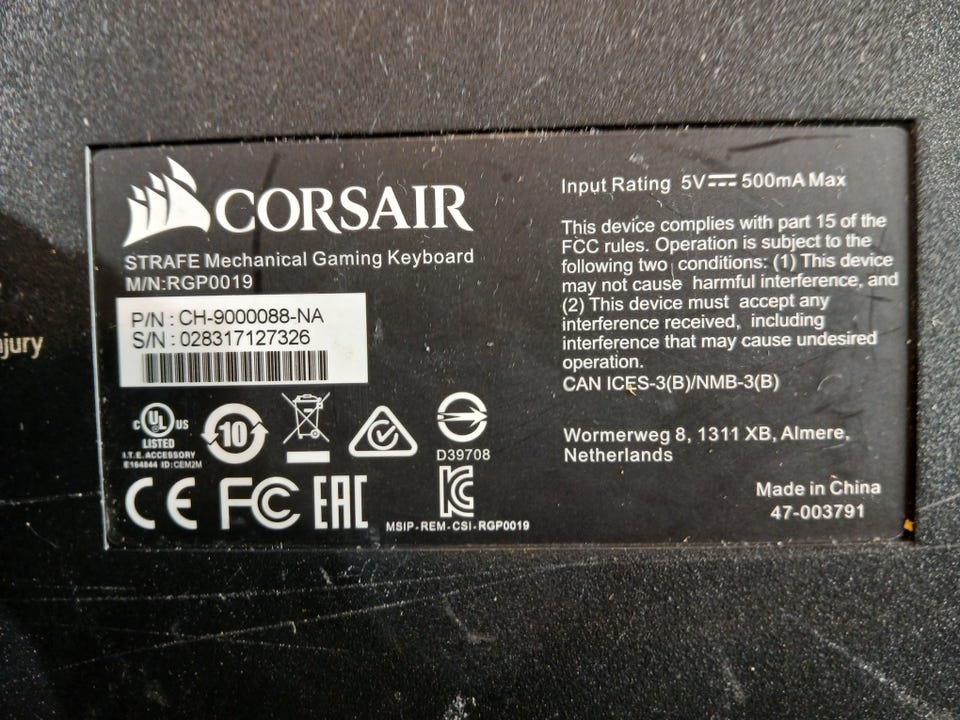 CORSAIR
STRAFE Mechanical Gaming Keyboard
M/N:RGP0019
P/N : CH-9000088-NA
S/N : 028317127326
C UL US
LISTED
I.T.E. ACCESSORY
E164844 ID:CEM2M
10
D39708
CE FC EAC
MSIP-REM-CSI-RGP0019
Input Rating 5V 500mA Max
This device complies with part 15 of the
FCC rules. Operation is subject to the
following two conditions: (1) This device
may not cause harmful interference, and
(2) This device must accept any
interference received, including
interference that may cause undesired
operation.
CAN ICES-3(B)/NMB-3(B)
Wormerweg 8, 1311 XB, Almere,
Netherlands
Made in China
47-003791